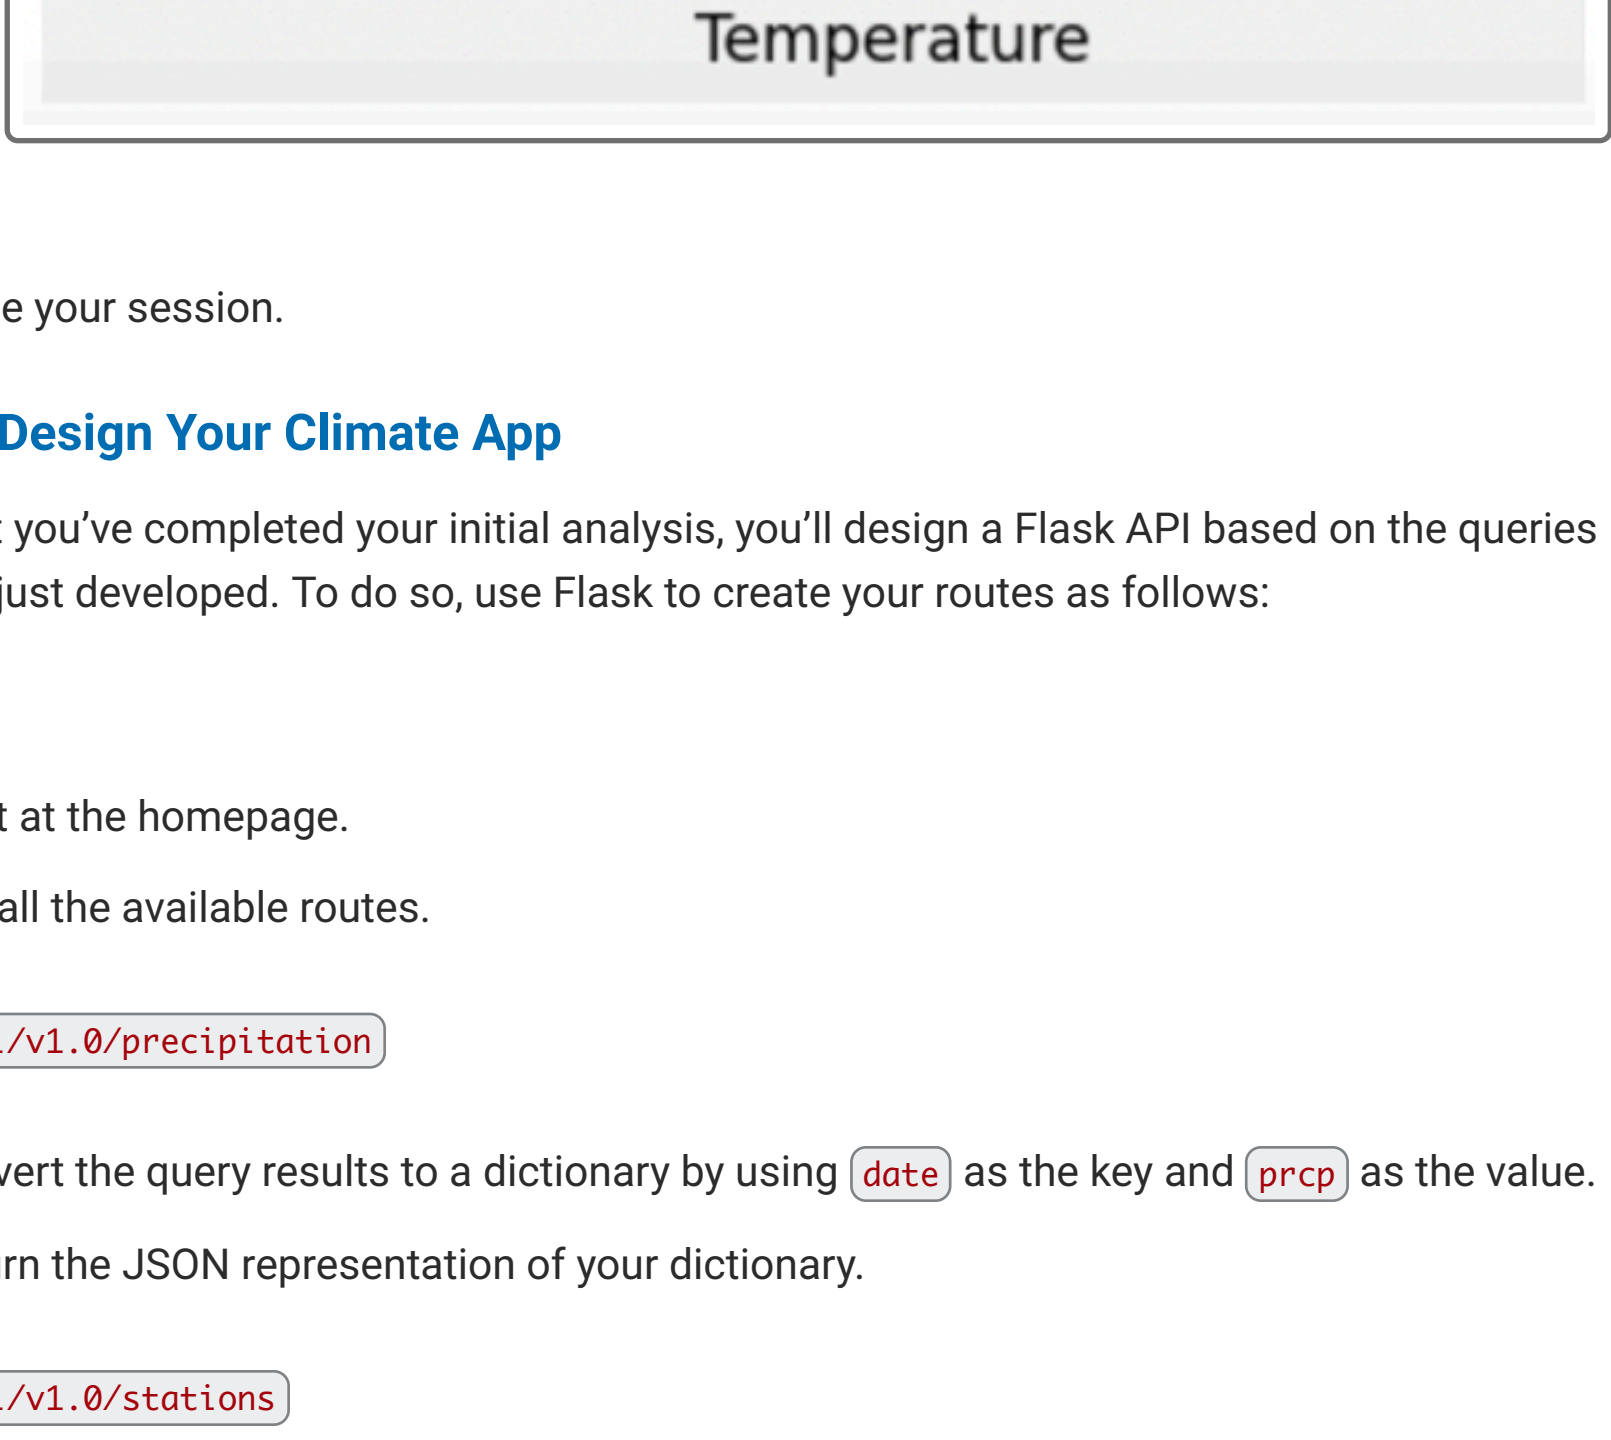 Temperature
e your session.
Design Your Climate App
you’ve completed your initial analysis, you’ll design a Flask API based on the queries
just developed. To do so, use Flask to create your routes as follows:
t at the homepage.
all the available routes.
/v1.0/precipitation
vert the query results to a dictionary by using date as the key and prcp as the value.
rn the JSON representation of your dictionary.
/v1.0/stations